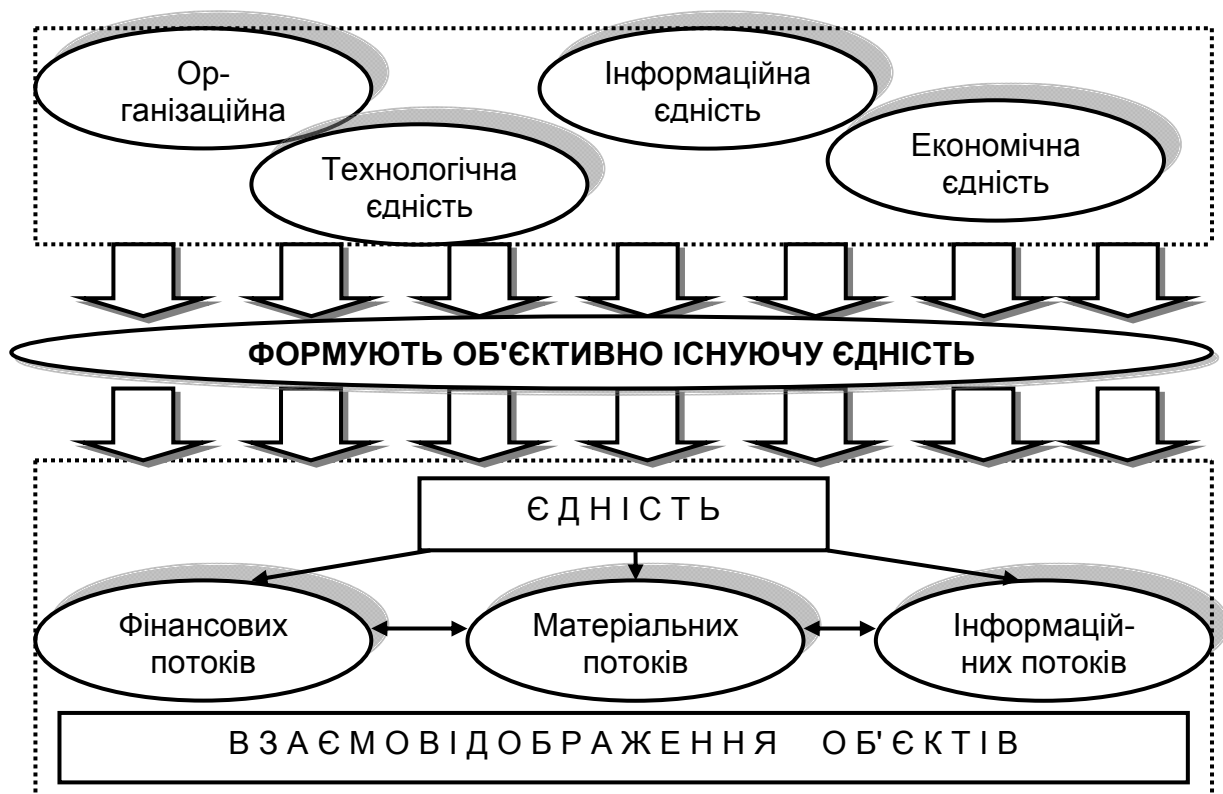 Ор-
ганізаційна
Інформаційна
єдність
Технологічна
єдність
Економічна
єдність
ФОРМУЮТЬ ОБ'ЄКТИВНО ІСНУЮЧУ ЄДНІСТЬ
Є Д Н І С Т Ь
Фінансових
потоків
Матеріальних
потоків
Інформацій-
них потоків
В З А Є М О В І Д О Б Р А Ж Е Н Н Я О Б' Є К Т І В